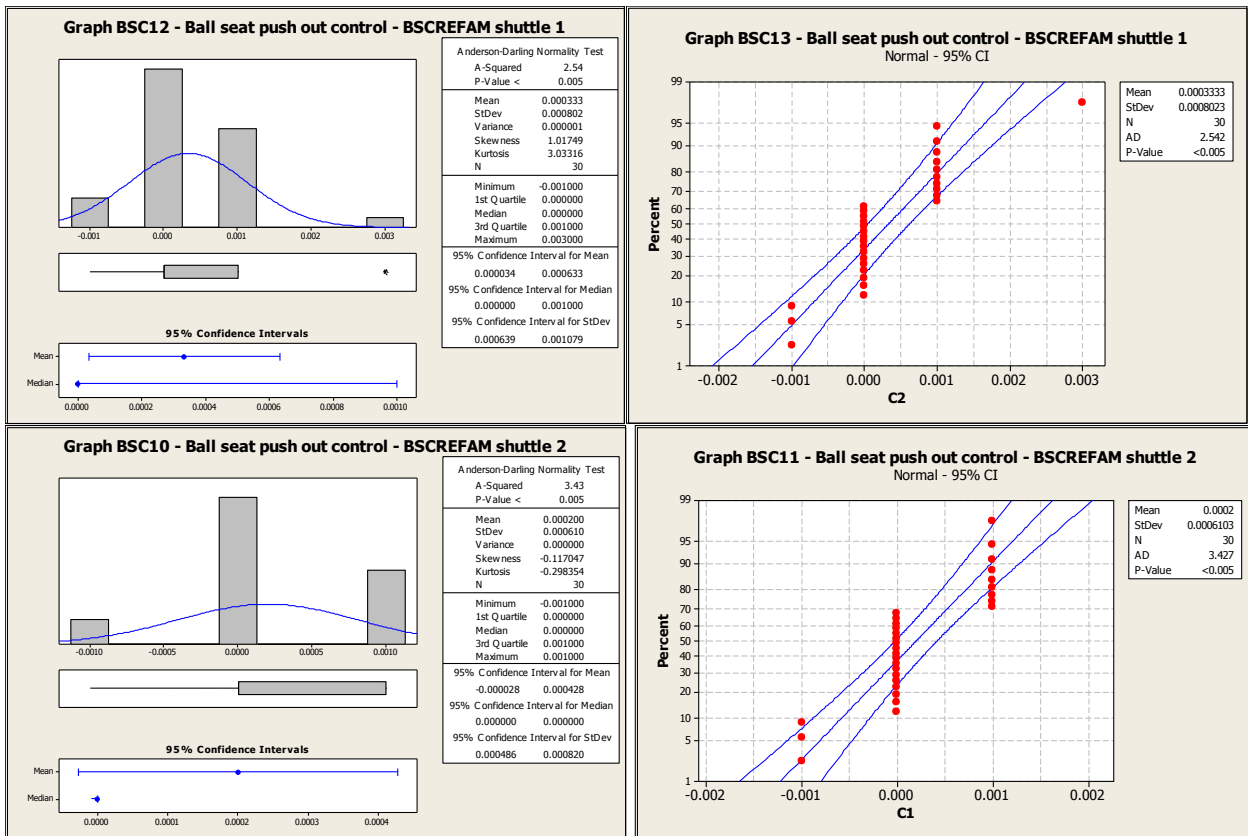 Graph BSC12 - Ball seat push out control - BSCREFAM shuttle 1
-0.001 0.000 0.001 0.002 0.003
95% Confidence Intervals
Mean
Median
0.0000 0.0002 0.0004 0.0006 0.0008 0.0010
Anderson-Darling Normality Test
A-Squared 2.54
P-Value < 0.005
Mean 0.000333
StDev 0.000802
Variance 0.000001
Skewness 1.01749
Kurtosis 3.03316
N 30
Minimum -0.001000
1st Quartile 0.000000
Median 0.000000
3rd Quartile 0.001000
Maximum 0.003000
95% Confidence Interval for Mean
0.000034 0.000633
95% Confidence Interval for Median
0.000000 0.001000
95% Confidence Interval for StDev
0.000639 0.001079
Graph BSC13 - Ball seat push out control - BSCREFAM shuttle 1
Normal - 95% CI
Percent
99
95
90
80
70
60
50
40
30
20
10
5
1
-0.002 -0.001 0.000 0.001 0.002 0.003
C2
Mean 0.0003333
StDev 0.0008023
N 30
AD 2.542
P-Value <0.005
Graph BSC10 - Ball seat push out control - BSCREFAM shuttle 2
-0.0010 -0.0005 0.0000 0.0005 0.0010
95% Confidence Intervals
Mean
Median
0.0000 0.0001 0.0002 0.0003 0.0004
Anderson-Darling Normality Test
A-Squared 3.43
P-Value < 0.005
Mean 0.000200
StDev 0.000610
Variance 0.000000
Skewness -0.117047
Kurtosis -0.298354
N 30
Minimum -0.001000
1st Quartile 0.000000
Median 0.000000
3rd Quartile 0.001000
Maximum 0.001000
95% Confidence Interval for Mean
-0.000028 0.000428
95% Confidence Interval for Median
0.000000 0.000000
95% Confidence Interval for StDev
0.000486 0.000820
Graph BSC11 - Ball seat push out control - BSCREFAM shuttle 2
Normal - 95% CI
Percent
99
95
90
80
70
60
50
40
30
20
10
5
1
-0.002 -0.001 0.000 0.001 0.002
C1
Mean 0.0002
StDev 0.0006103
N 30
AD 3.427
P-Value <0.005